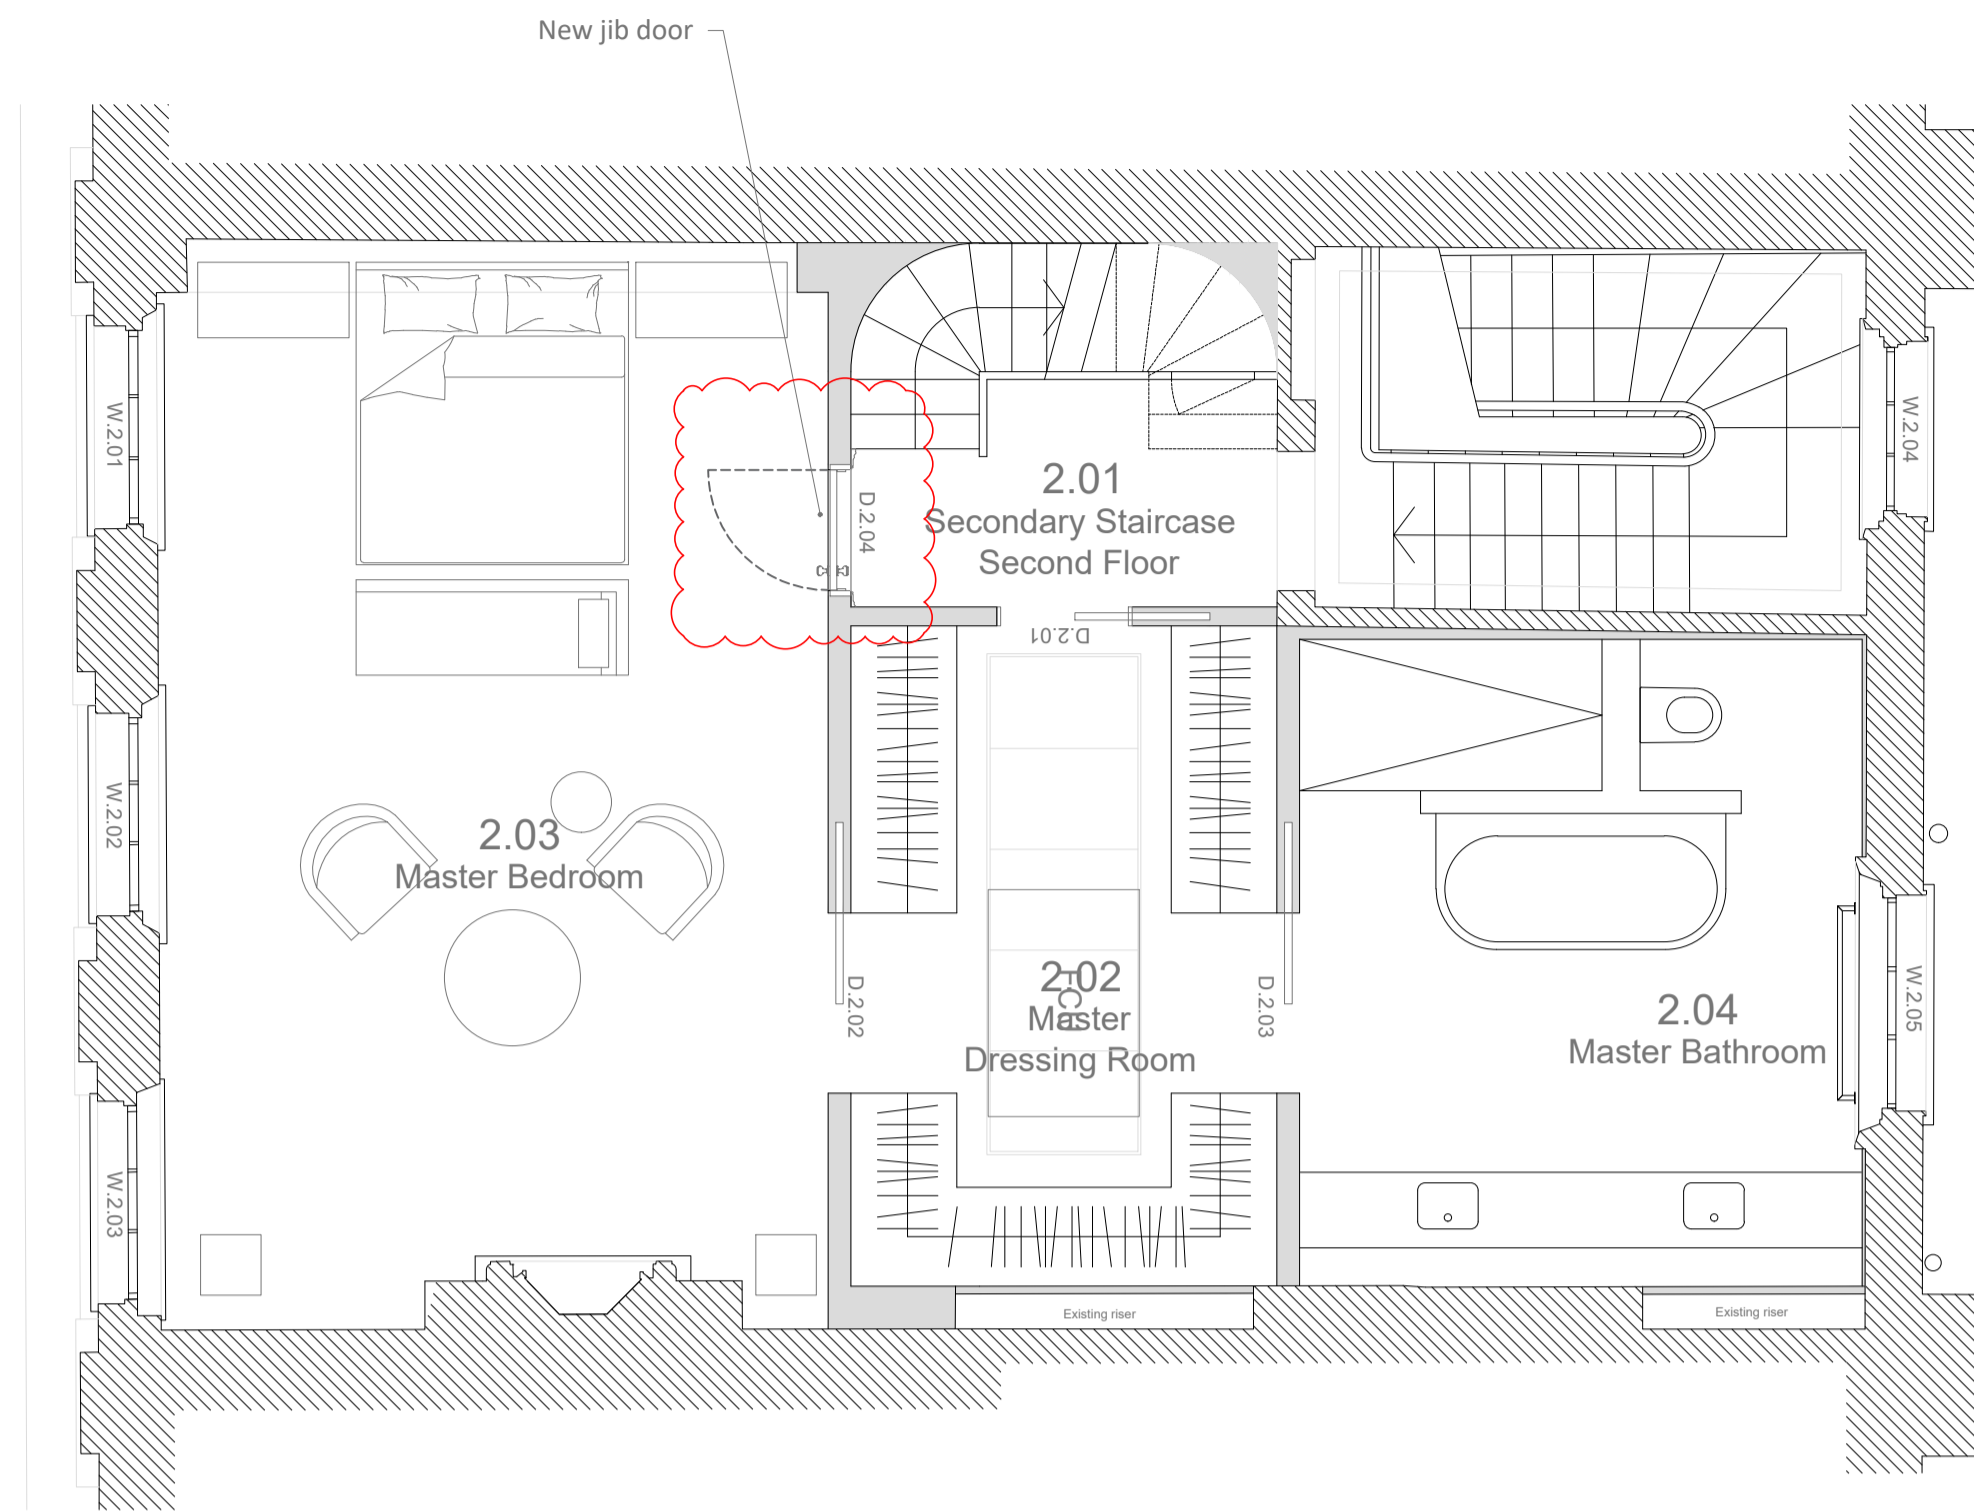 New jib door
W.2.01
W.2.04
D.2.04
2.01
Secondary Staircase
Second Floor
D.2.01
W.2.02
2.03
Master Bedroom
2.02
Master
Dressing Room
D.2.02
D.2.03
2.04
Master Bathroom
W.2.05
W.2.03
Existing riser
Existing riser